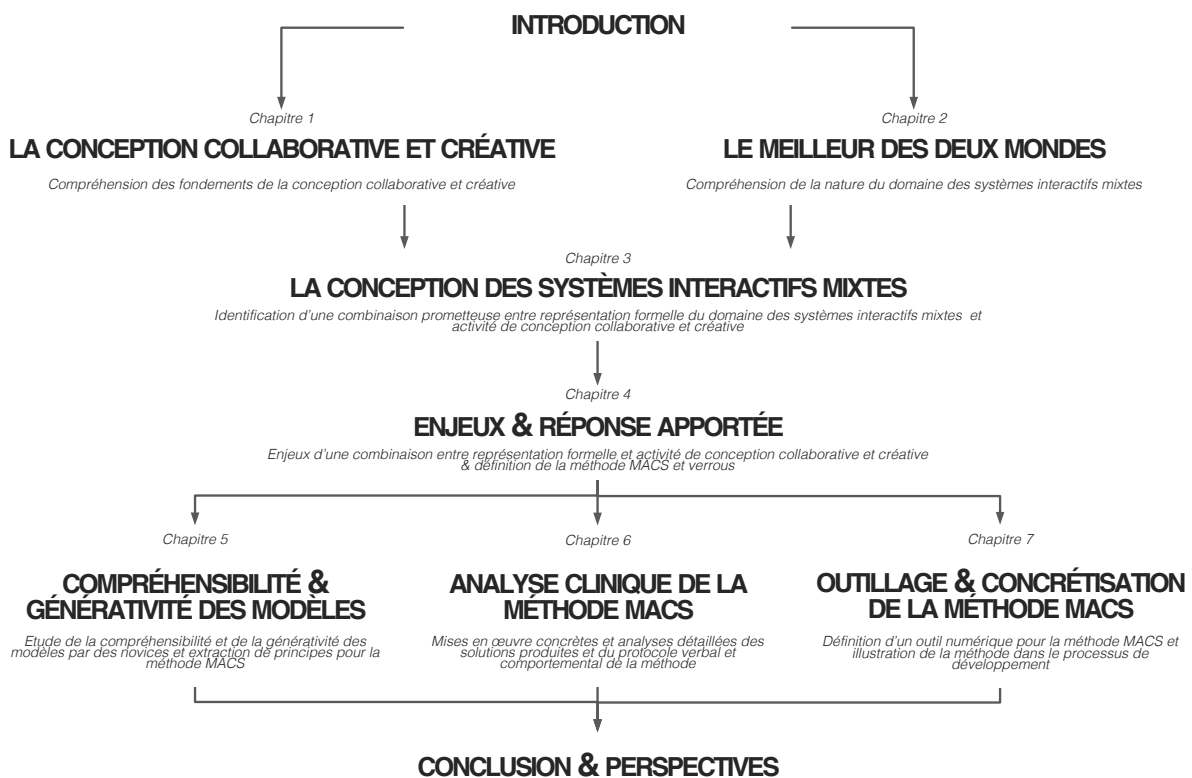 INTRODUCTION
Chapitre 1
LA CONCEPTION COLLABORATIVE ET CRÉATIVE
Compréhension des fondements de la conception collaborative et créative
Chapitre 2
LE MEILLEUR DES DEUX MONDES
Compréhension de la nature du domaine des systèmes interactifs mixtes
Chapitre 3
LA CONCEPTION DES SYSTÈMES INTERACTIFS MIXTES
Identification d'une combinaison prometteuse entre représentation formelle du domaine des systèmes interactifs mixtes et
activité de conception collaborative et créative
Chapitre 4
ENJEUX & RÉPONSE APPORTÉE
Enjeux d'une combinaison entre représentation formelle et activité de conception collaborative et créative
& définition de la méthode MACS et verrous
Chapitre 5
COMPRÉHENSIBILITÉ &
GÉNÉRATIVITÉ DES MODÈLES
Etude de la compréhensibilité et de la générativité des
modèles par des novices et extraction de principes pour la
méthode MACS
Chapitre 6
ANALYSE CLINIQUE DE LA
MÉTHODE MACS
Mises en œuvre concrètes et analyses détaillées des
solutions produites et du protocole verbal et
comportemental de la méthode
Chapitre 7
OUTILLAGE & CONCRÉTISATION
DE LA MÉTHODE MACS
Définition d'un outil numérique pour la méthode MACS et
illustration de la méthode dans le processus de
développement
CONCLUSION & PERSPECTIVES